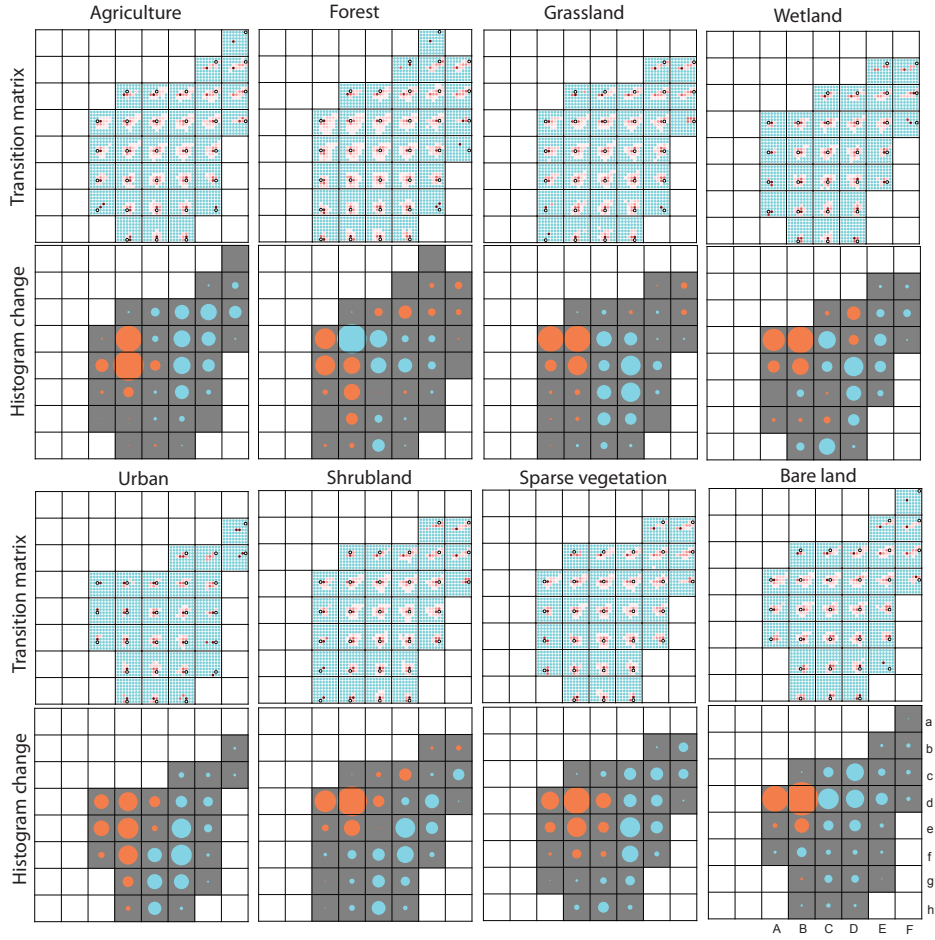 Agriculture
Forest
Grassland
Wetland
Transition matrix
Histogram change
Urban
Shrubland
Sparse vegetation
Bare land
Transition matrix
Histogram change
a
b
c
d
e
f
g
h
A B C D E F